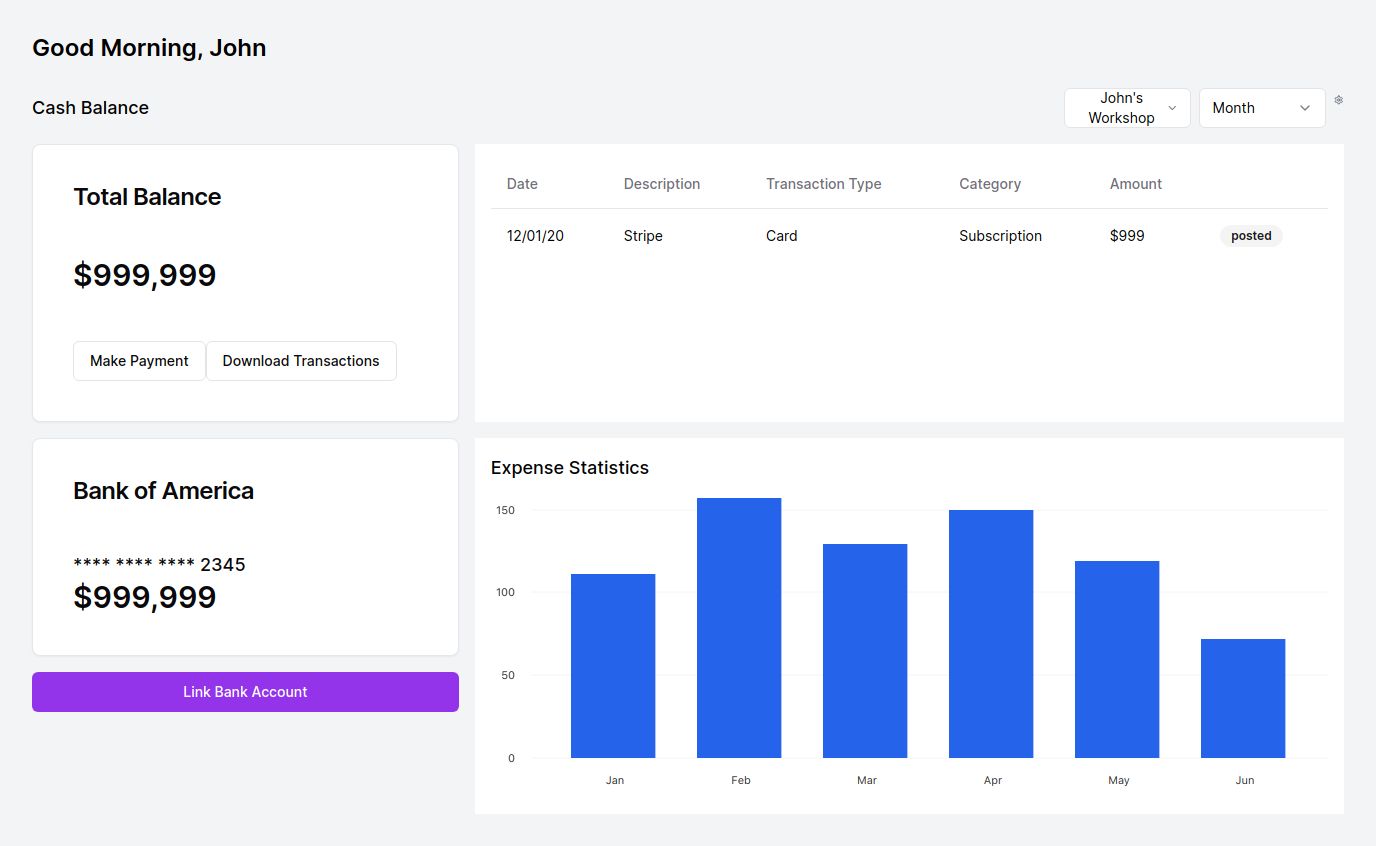 Good Morning, John
Cash Balance
John's
Workshop
Month
Total Balance
$999,999
Make Payment
Download Transactions
Date Description Transaction Type Category Amount
12/01/20 Stripe Card Subscription $999 posted
Bank of America
**** **** **** 2345
$999,999
Link Bank Account
Expense Statistics
150
100
50
0
Jan Feb Mar Apr May Jun